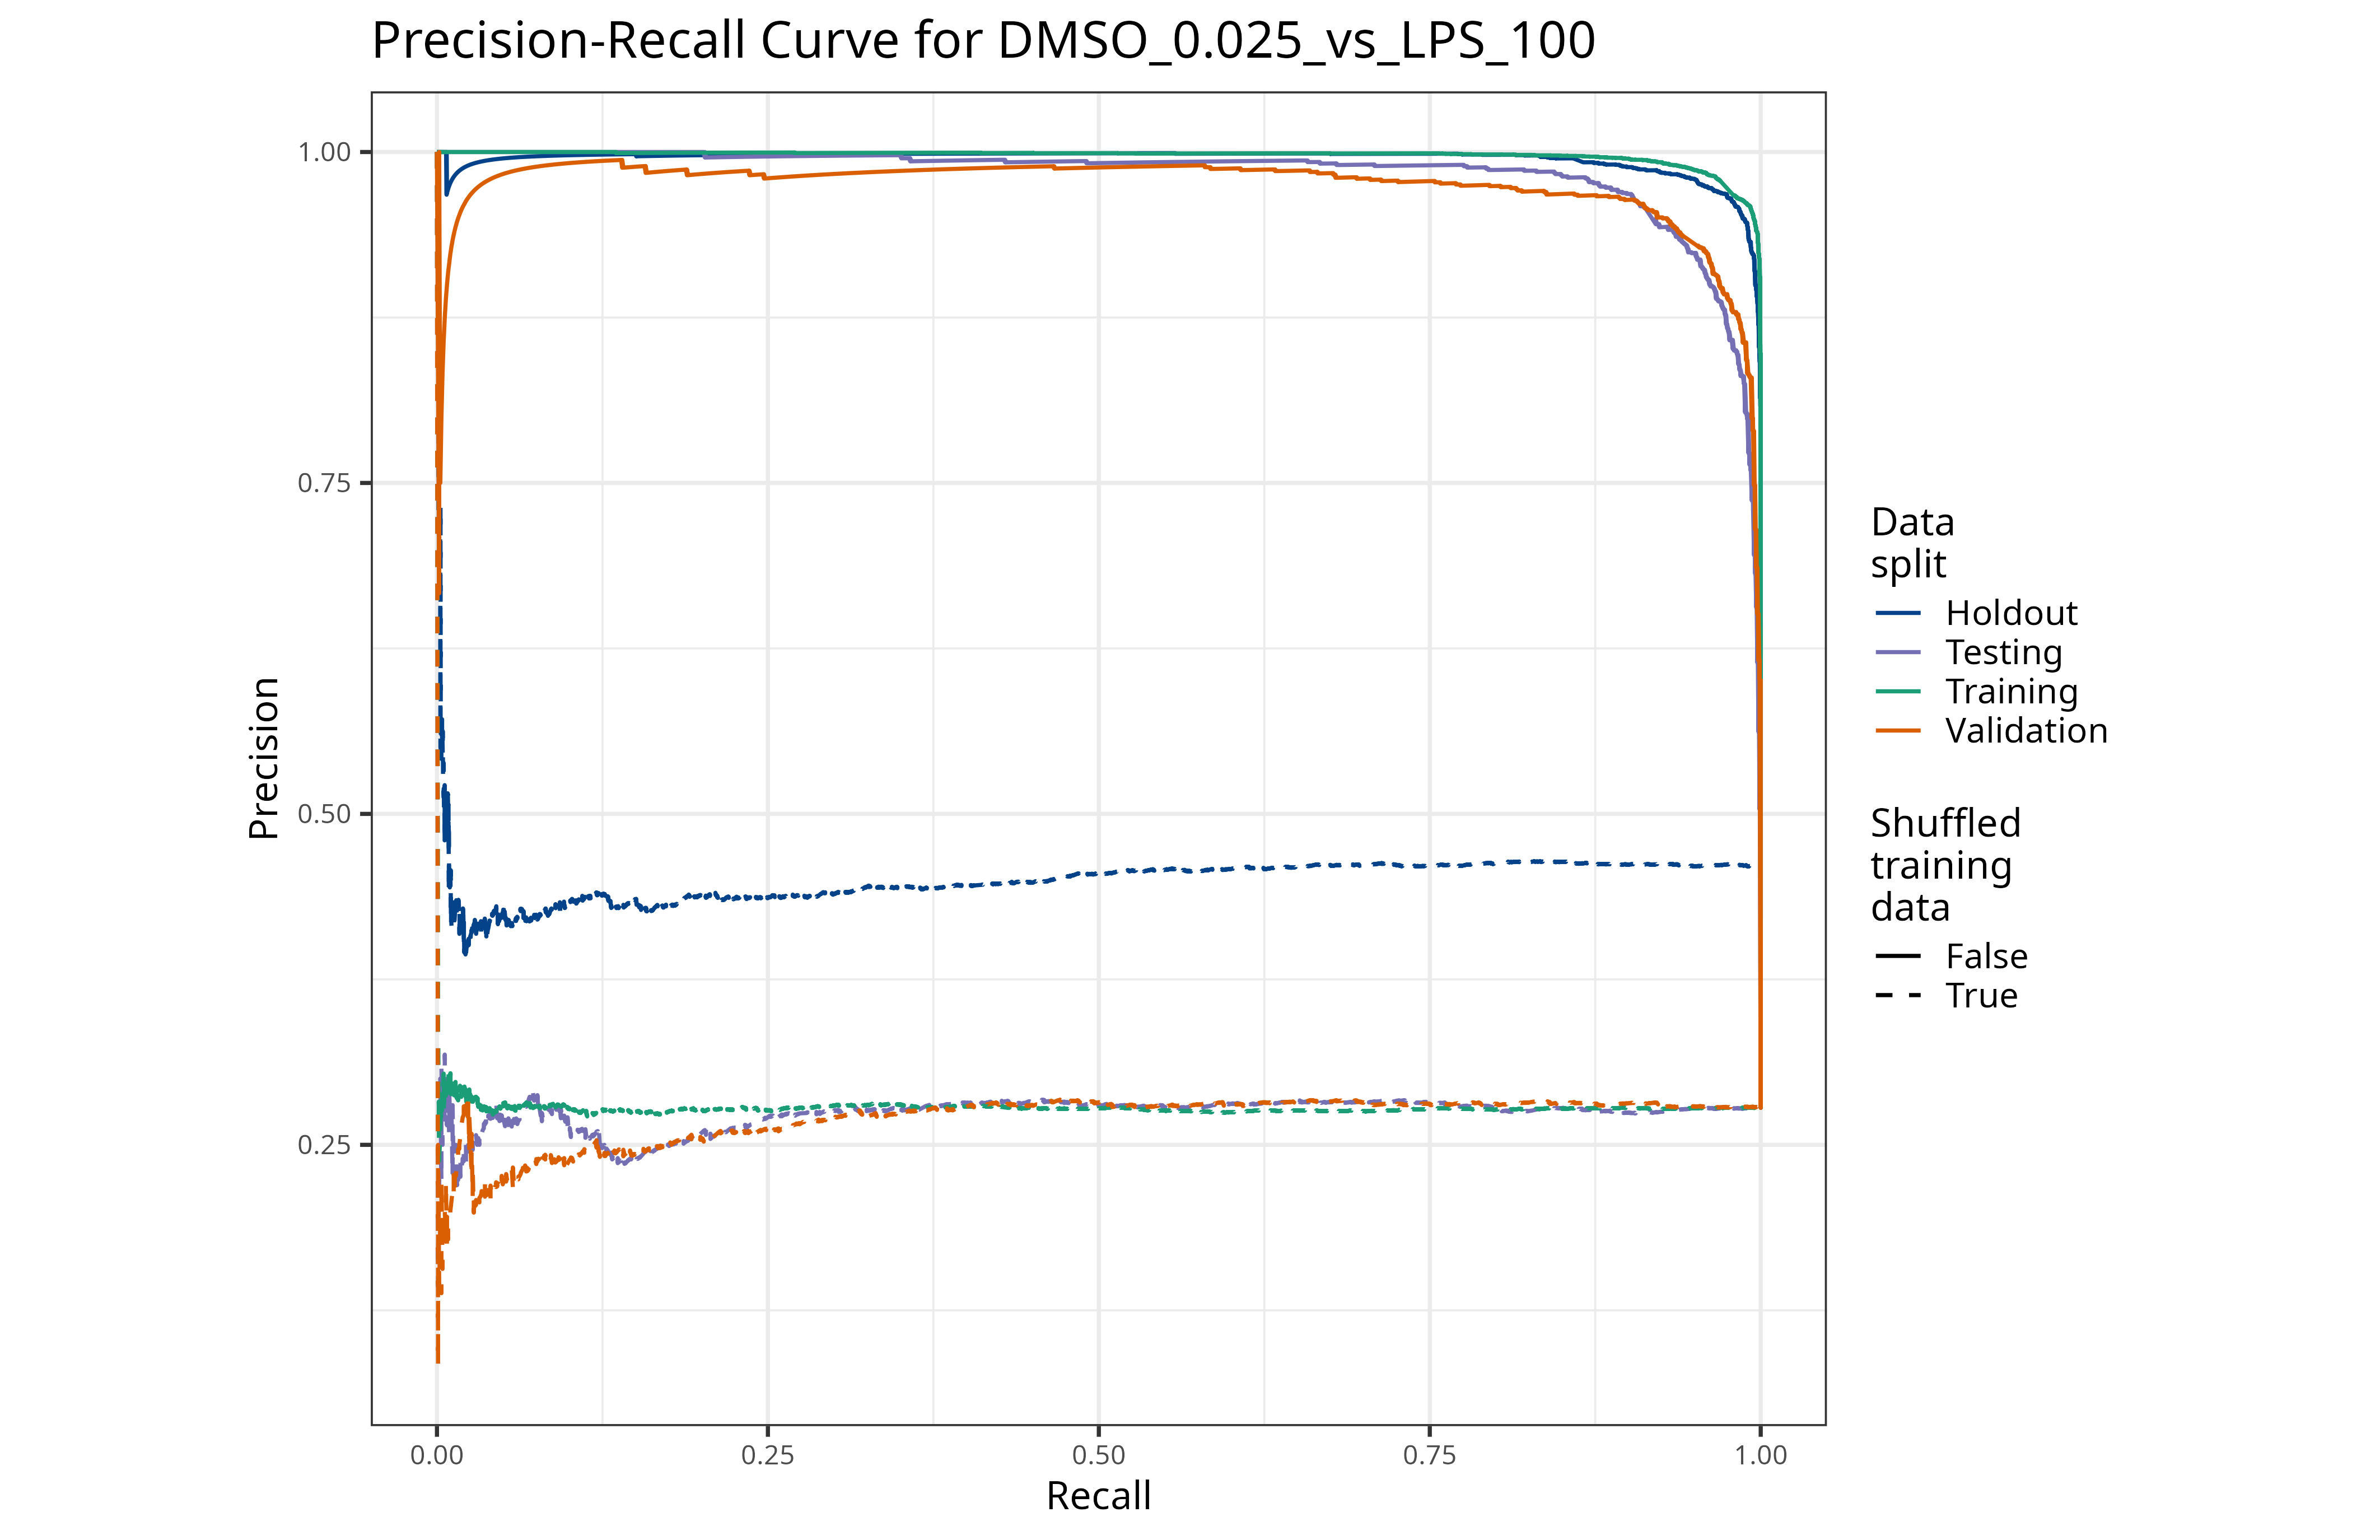 Precision-Recall Curve for DMSO_0.025_vs_LPS_100
1.00
0.75
0.50
0.25
Precision
0.00
0.25
0.50
0.75
1.00
Recall
Data
split
Holdout
Testing
Training
Validation
Shuffled
training
data
False
True